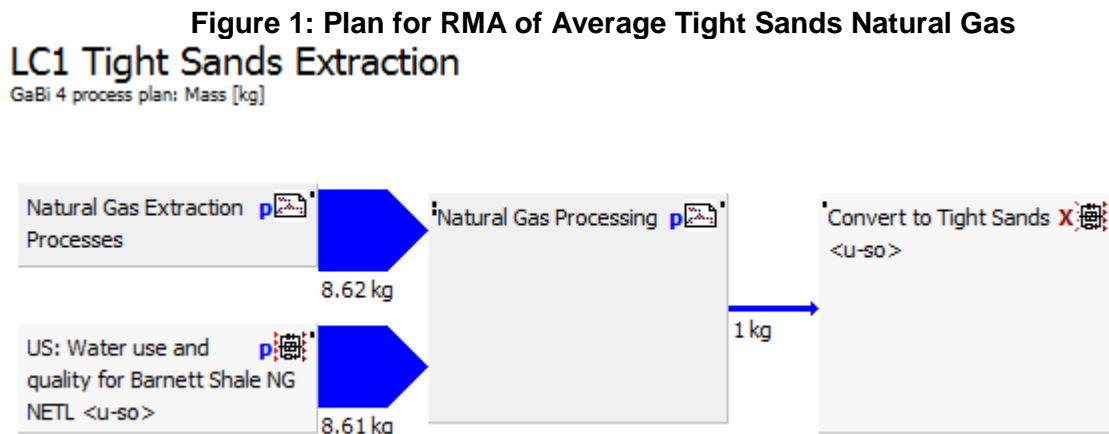 Figure 1: Plan for RMA of Average Tight Sands Natural Gas
LC1 Tight Sands Extraction
GaBi 4 process plan: Mass [kg]
Natural Gas Extraction p
Processes
8.62 kg
US: Water use and p
quality for Barnett Shale NG
NETL <u-so>
8.61 kg
Natural Gas Processing p
1 kg
Convert to Tight Sands X
<u-so>